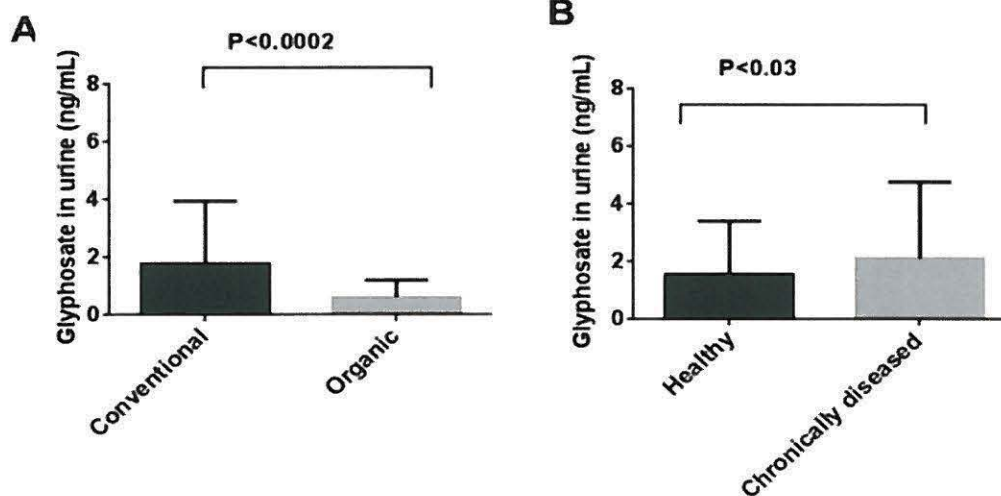 A
P<0.0002
Glyphosate in urine (ng/mL)
8
6
4
2
0
Conventional
Organic
B
P<0.03
Glyphosate in urine (ng/mL)
8
6
4
2
0
Healthy
Chronically diseased